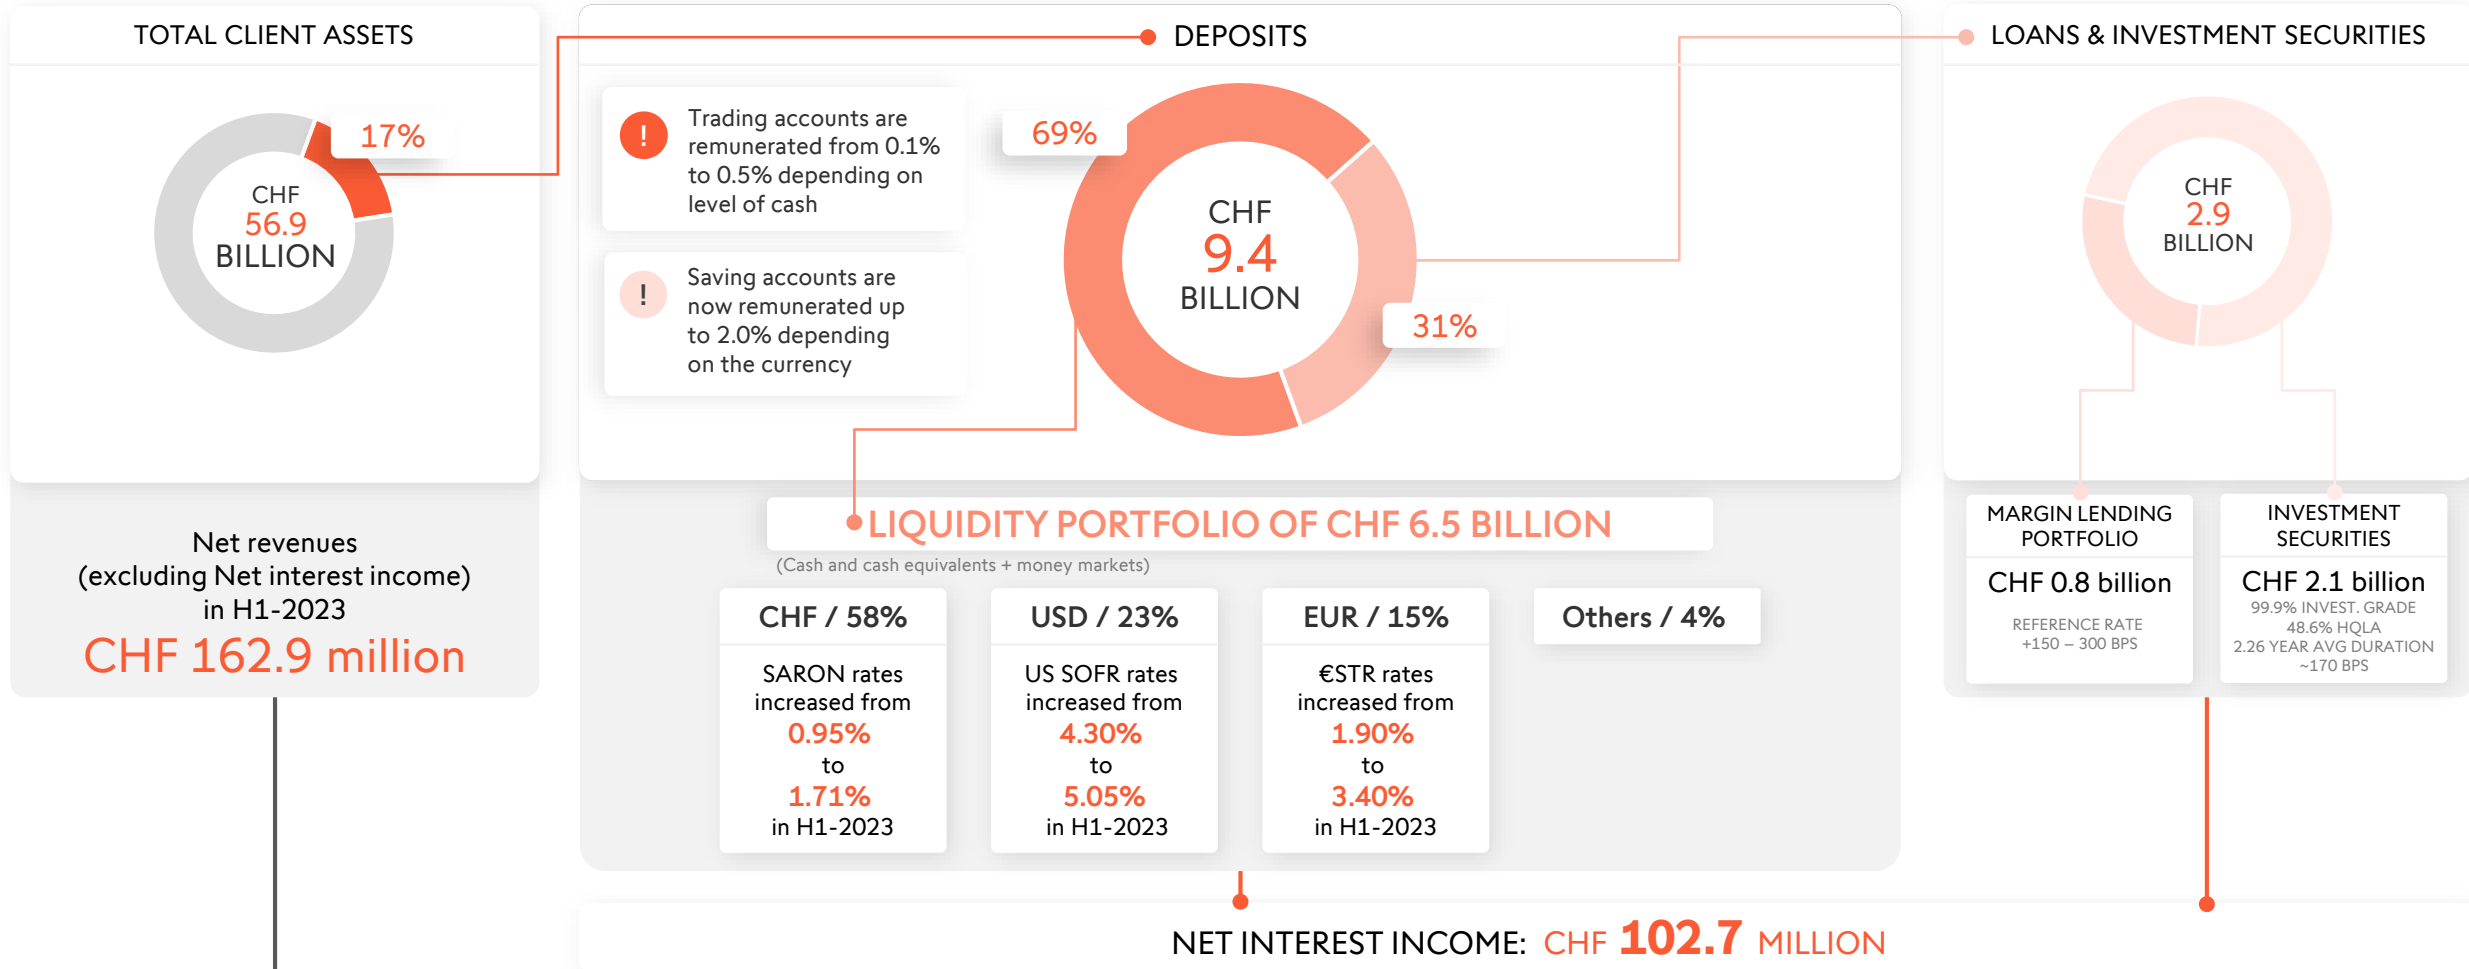 TOTAL CLIENT ASSETS
17%
CHF
56.9
BILLION
Net revenues
(excluding Net interest income)
in H1-2023
CHF 162.9 million
DEPOSITS
!
Trading accounts are
remunerated from 0.1%
to 0.5% depending on
level of cash
!
Saving accounts are
now remunerated up
to 2.0% depending
on the currency
69%
CHF
9.4
BILLION
31%
LIQUIDITY PORTFOLIO OF CHF 6.5 BILLION
(Cash and cash equivalents + money markets)
CHF / 58%
SARON rates
increased from
0.95%
to
1.71%
in H1-2023
USD / 23%
US SOFR rates
increased from
4.30%
to
5.05%
in H1-2023
EUR / 15%
€STR rates
increased from
1.90%
to
3.40%
in H1-2023
Others / 4%
LOANS & INVESTMENT SECURITIES
CHF
2.9
BILLION
MARGIN LENDING
PORTFOLIO
CHF 0.8 billion
REFERENCE RATE
+150 – 300 BPS
INVESTMENT
SECURITIES
CHF 2.1 billion
99.9% INVEST. GRADE
48.6% HQLA
2.26 YEAR AVG DURATION
~170 BPS
NET INTEREST INCOME: CHF 102.7 MILLION